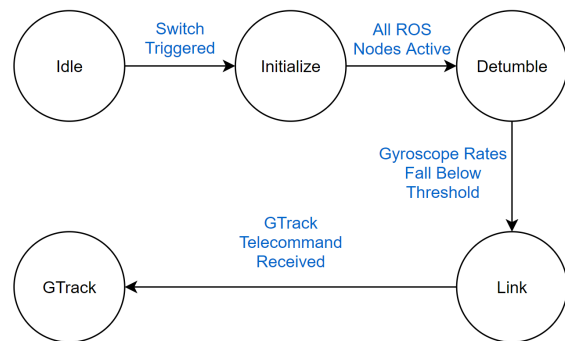 Idle
Switch
Triggered
Initialize
All ROS
Nodes Active
Detumble
Gyroscope Rates
Fall Below
Threshold
Link
GTrack
Telecommand
Received
GTrack